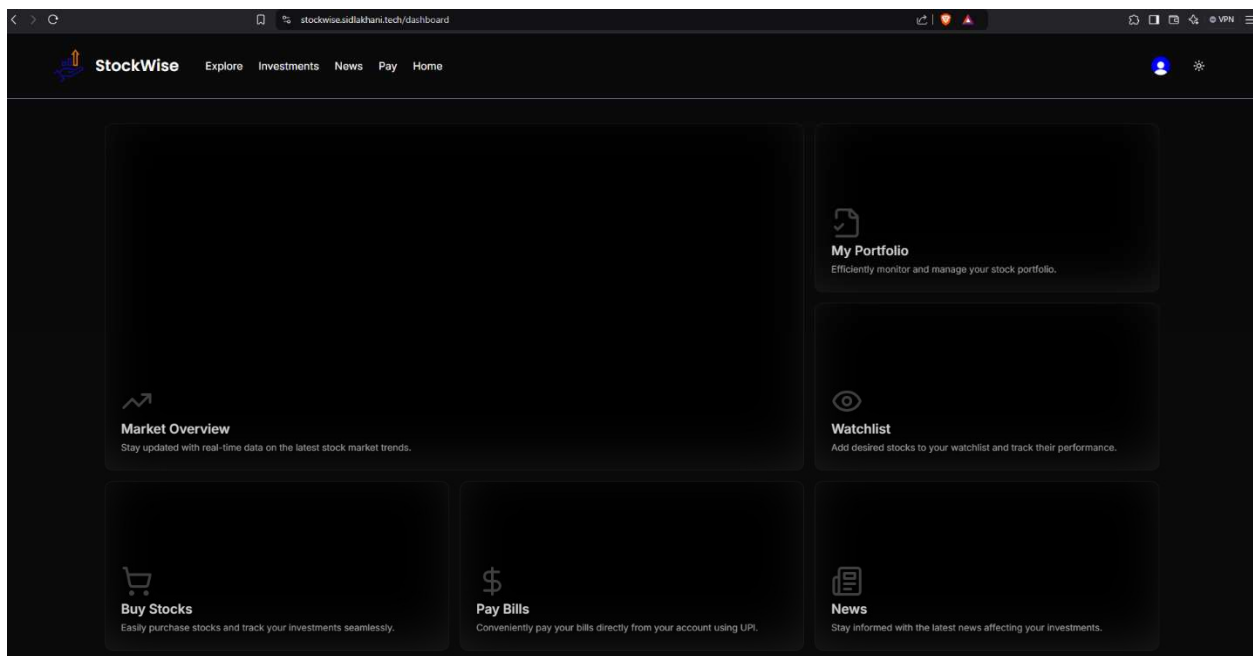 stockwise.sidlakhani.tech/dashboard
VPN
StockWise
Explore Investments News Pay Home
My Portfolio
Efficiently monitor and manage your stock portfolio.
Market Overview
Stay updated with real-time data on the latest stock market trends.
Watchlist
Add desired stocks to your watchlist and track their performance.
Buy Stocks
Easily purchase stocks and track your investments seamlessly.
Pay Bills
Conveniently pay your bills directly from your account using UPI.
News
Stay informed with the latest news affecting your investments.